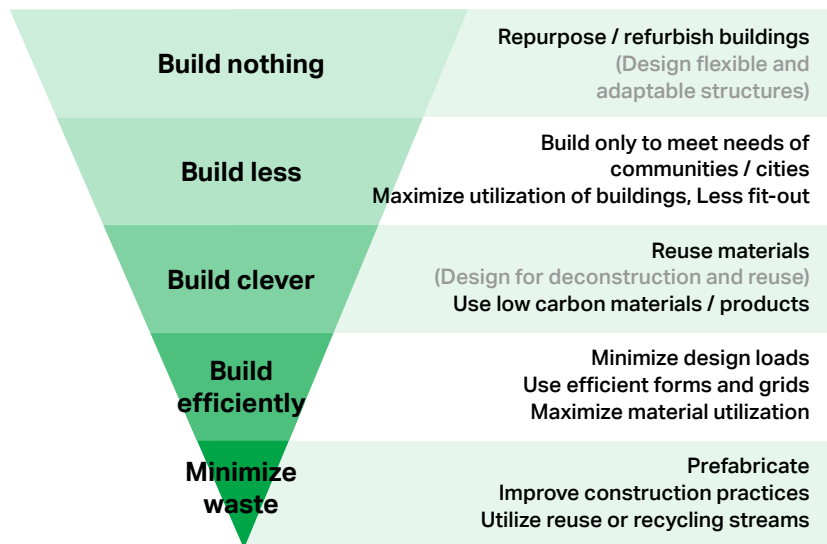 Build nothing
Repurpose / refurbish buildings
(Design flexible and
adaptable structures)
Build less
Build only to meet needs of
communities / cities
Maximize utilization of buildings, Less fit-out
Build clever
Reuse materials
(Design for deconstruction and reuse)
Use low carbon materials / products
Build
efficiently
Minimize design loads
Use efficient forms and grids
Maximize material utilization
Minimize
waste
Prefabricate
Improve construction practices
Utilize reuse or recycling streams